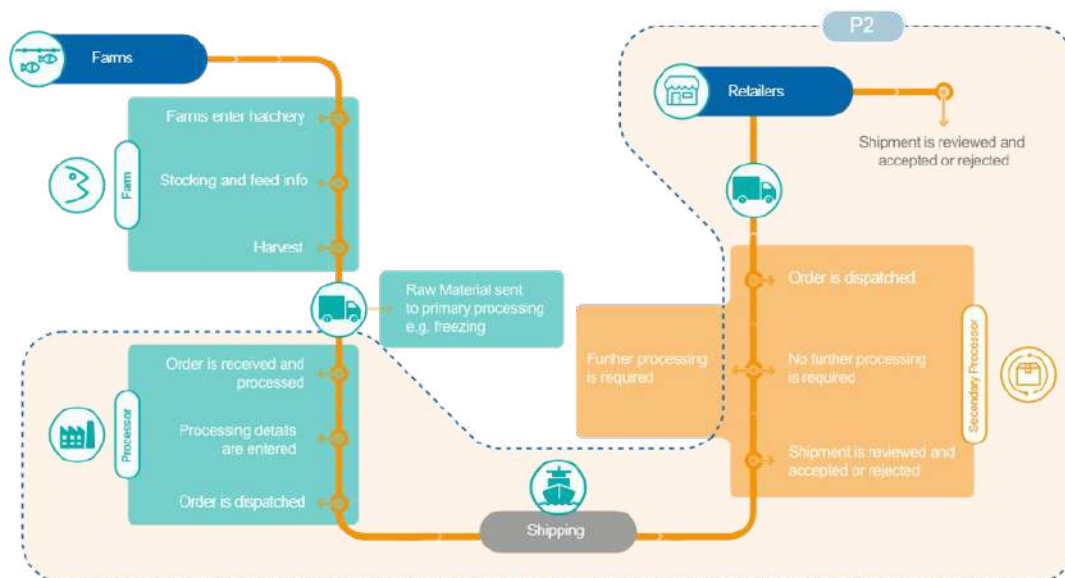 P2
Farms
Farms enter hatchery
Stocking and feed info
Harvest
Farm
Raw Material sent
to primary processing
e.g. freezing
Order is received and
processed
Processing details
are entered
Order is dispatched
Processor
Shipping
Retailers
Shipment is reviewed and
accepted or rejected
Order is dispatched
Further processing
is required
No further processing
is required
Shipment is reviewed and
accepted or rejected
Secendary Processor